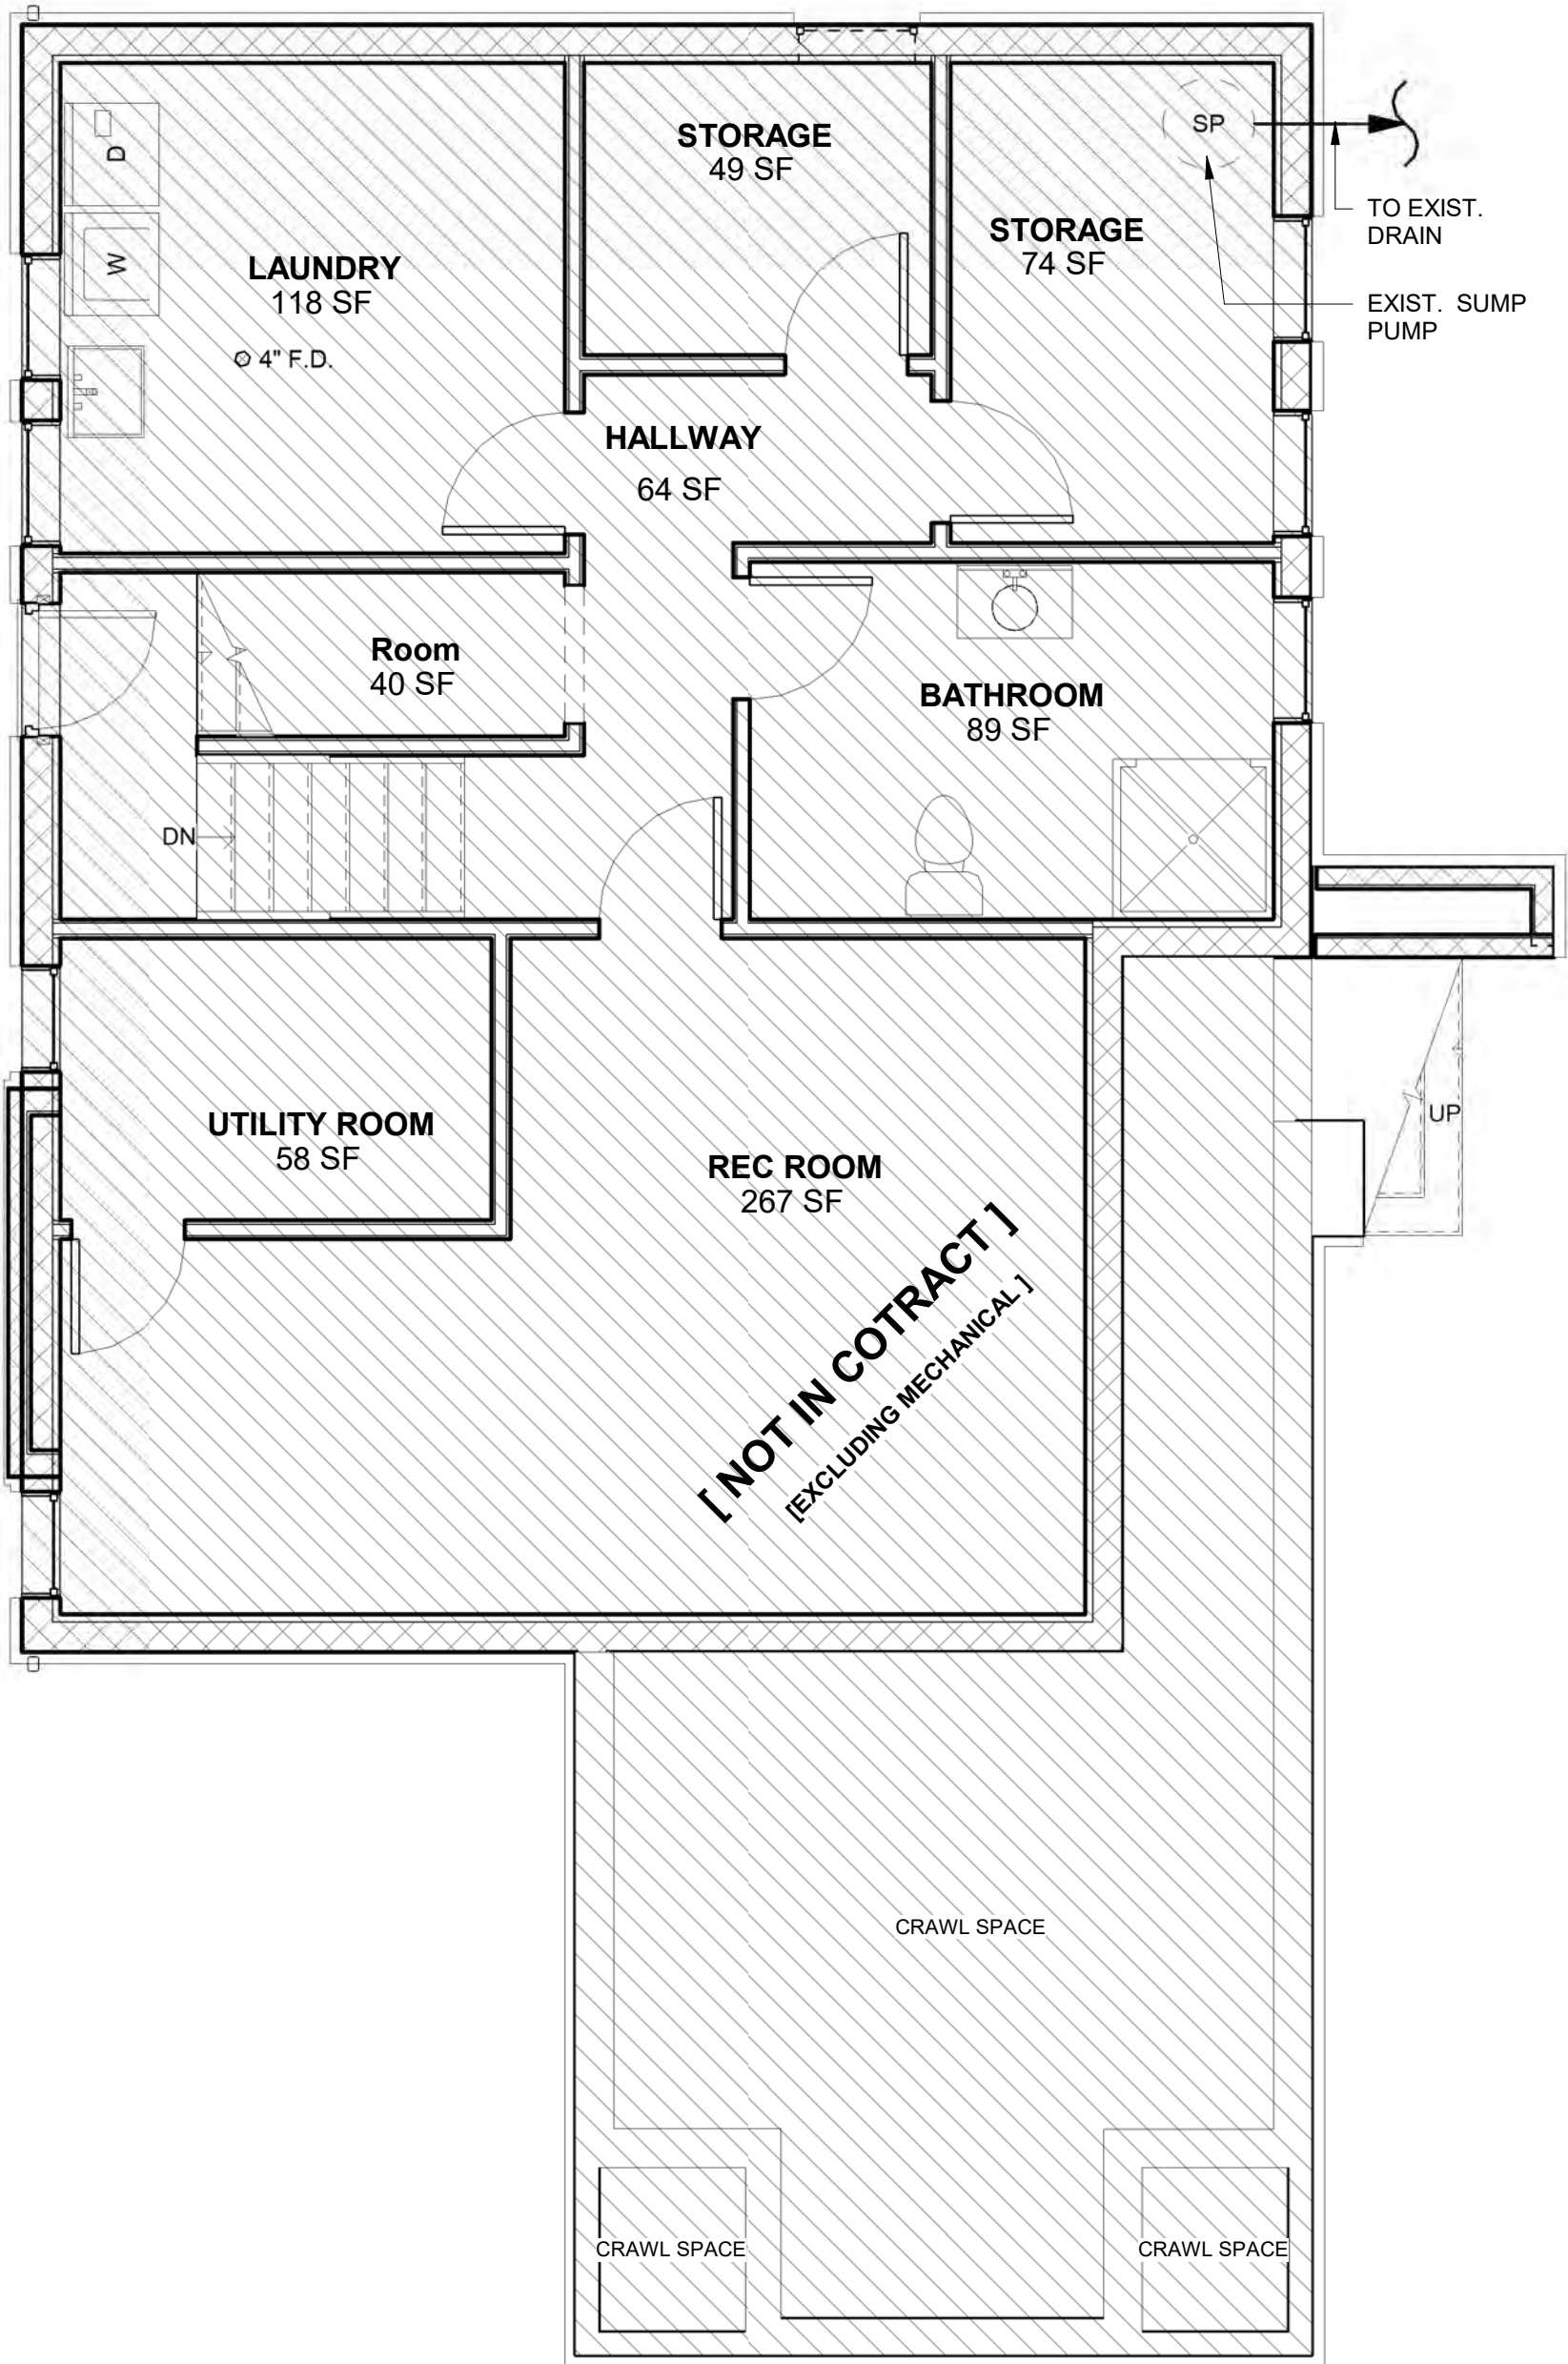 STORAGE
49 SF
SP
STORAGE
74 SF
TO EXIST.
DRAIN
EXIST. SUMP
PUMP
D
W
LAUNDRY
118 SF
4" F.D.
HALLWAY
64 SF
Room
40 SF
BATHROOM
89 SF
DN
UP
UTILITY ROOM
58 SF
REC ROOM
267 SF
[ NOT IN COTRACT ]
[EXCLUDING MECHANICAL ]
CRAWL SPACE
CRAWL SPACE
CRAWL SPACE